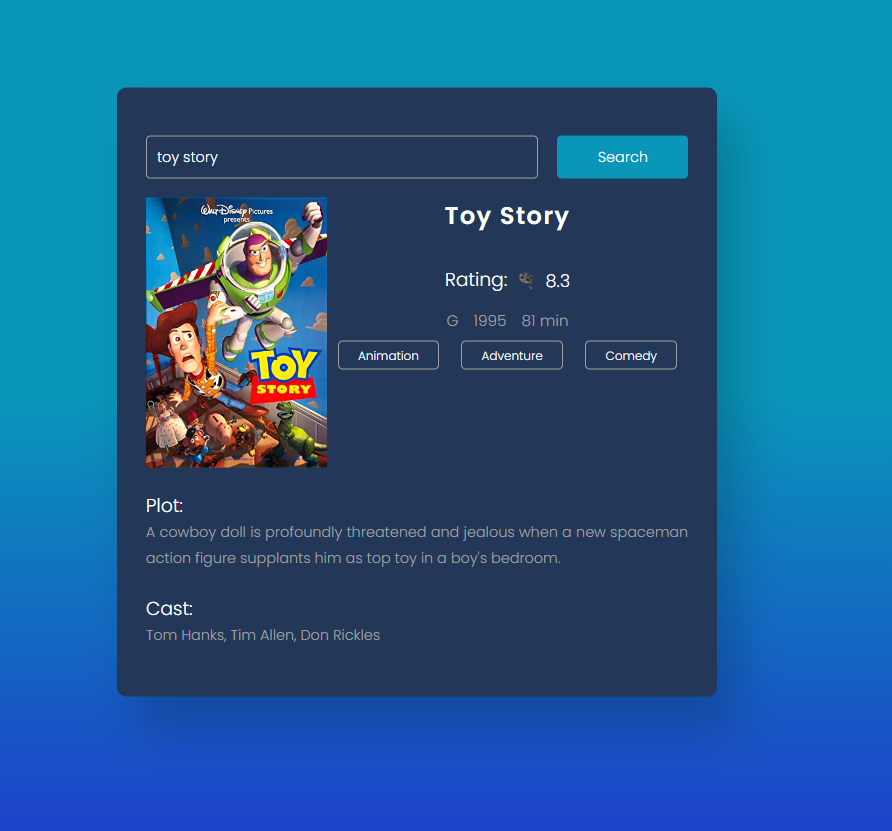 toy story
Search
WALT DISNEY Pictures
presents
TOY
STORY
Toy Story
Rating: 8.3
G 1995 81 min
Animation Adventure Comedy
Plot:
A cowboy doll is profoundly threatened and jealous when a new spaceman
action figure supplants him as top toy in a boy's bedroom.
Cast:
Tom Hanks, Tim Allen, Don Rickles